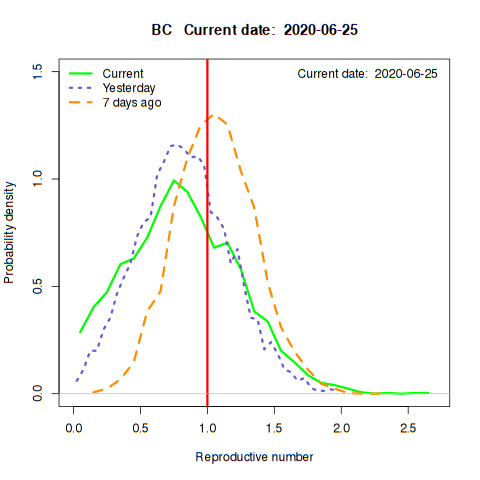 BC   Current date:  2020-06-25
Current date:  2020-06-25
Current
Yesterday
7 days ago
Probability density
1.5
1.0
0.5
0.0
0.0 0.5 1.0 1.5 2.0 2.5
Reproductive number